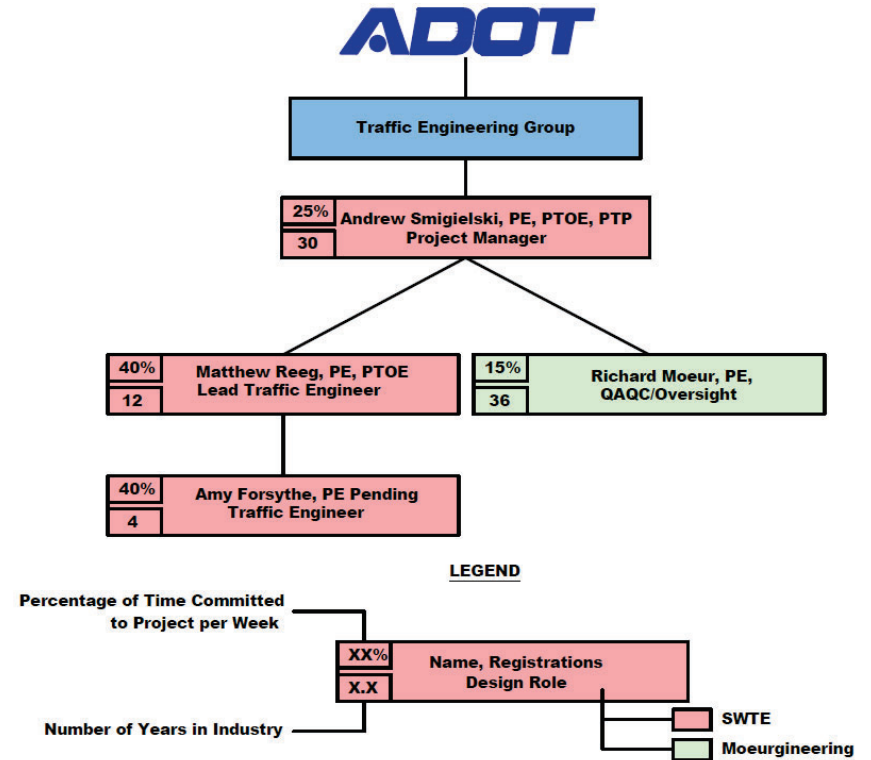 ADOT
Traffic Engineering Group
25%
30
Andrew Smigielski, PE, PTOE, PTP
Project Manager
40%
12
Matthew Reeg, PE, PTOE
Lead Traffic Engineer
15%
36
Richard Moeur, PE,
QAQC/Oversight
40%
4
Amy Forsythe, PE Pending
Traffic Engineer
LEGEND
Percentage of Time Committed
to Project per Week
XX%
X.X
Name, Registrations
Design Role
Number of Years in Industry
SWTE
Moeurgineering